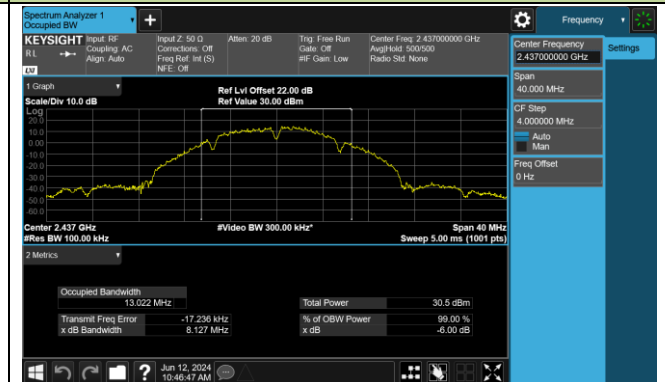 Spectrum Analyzer 1
Occupied BW
Frequency
KEYSIGHT
RL
LXI
Input: RF
Coupling: AC
Align: Auto
Input Z: 50 Ω
Corrections: Off
Freq Ref: Int (S)
NFE: Off
Atten: 20 dB
Trig: Free Run
Gate: Off
#IF Gain: Low
Center Freq: 2.437000000 GHz
Avg|Hold: 500/500
Radio Std: None
Center Frequency
2.437000000 GHz
Settings
Span
40.000 MHz
CF Step
4.000000 MHz
Auto
Man
Freq Offset
0 Hz
1 Graph
Scale/Div 10.0 dB
Ref Lvl Offset 22.00 dB
Ref Value 30.00 dBm
Log
20.0
10.0
0.00
-10.0
-20.0
-30.0
-40.0
-50.0
-60.0
Center 2.437 GHz
#Res BW 100.00 kHz
#Video BW 300.00 kHz*
Span 40 MHz
Sweep 5.00 ms (1001 pts)
2 Metrics
Occupied Bandwidth
13.022 MHz
Total Power 30.5 dBm
Transmit Freq Error -17.236 kHz
% of OBW Power 99.00 %
x dB Bandwidth 8.127 MHz
x dB -6.00 dB
?
Jun 12, 2024
10:46:47 AM